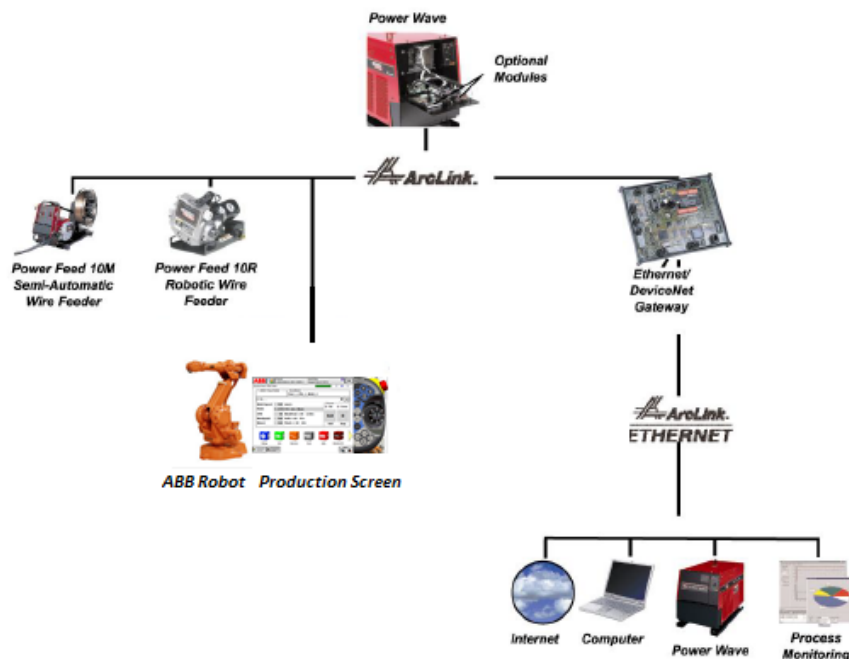 Power Wave
Optional
Modules
ArcLink.
Power Feed 10M
Semi-Automatic
Wire Feeder
Power Feed 10R
Robotic Wire
Feeder
Ethernet/
DeviceNet
Gateway
ABB
ArcLink.
ETHERNET
ABB Robot Production Screen
Internet
Computer
Power Wave
Process
Monitoring